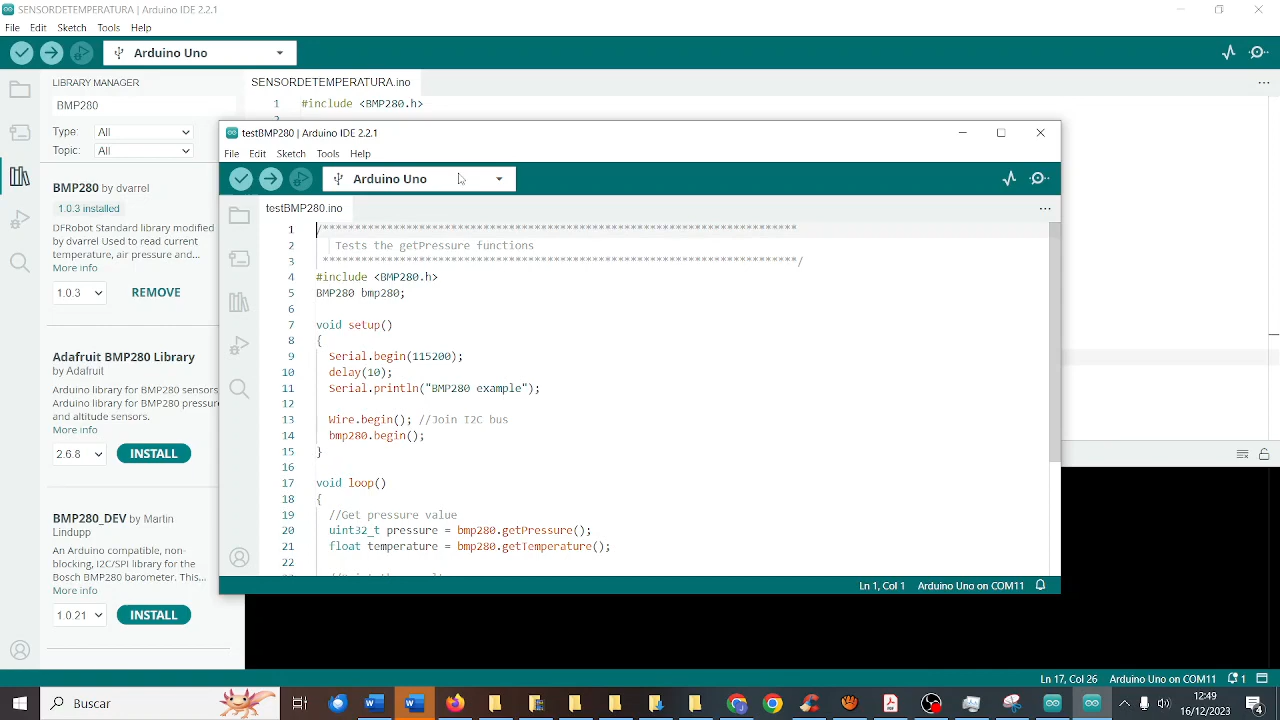 SENSORDETEMPERATURA | Arduino IDE 2.2.1
File Edit Sketch Tools Help
Arduino Uno
LIBRARY MANAGER
BMP280
Type: All
Topic: All
BMP280 by dvarrel
1.0.3 installed
DFRobot Standard library modified
by dvarrel Used to read current
temperature, air pressure and...
More info
1.0.3 REMOVE
Adafruit BMP280 Library
by Adafruit
Arduino library for BMP280 sensors
Arduino library for BMP280 pressure
and altitude sensors.
More info
2.6.8 INSTALL
BMP280_DEV by Martin
Lindupp
An Arduino compatible, non-
blocking, I2C/SPI library for the
Bosch BMP280 barometer. This...
More info
1.0.21 INSTALL
SENSORDETEMPERATURA.ino
1 #include <BMP280.h>
2
testBMP280 | Arduino IDE 2.2.1
File Edit Sketch Tools Help
Arduino Uno
testBMP280.ino
1 /**************************************************************************
2 Tests the getPressure functions
3 **************************************************************************/
4 #include <BMP280.h>
5 BMP280 bmp280;
6
7 void setup()
8 {
9 Serial.begin(115200);
10 delay(10);
11 Serial.println("BMP280 example");
12
13 Wire.begin(); //Join I2C bus
14 bmp280.begin();
15 }
16
17 void loop()
18 {
19 //Get pressure value
20 uint32_t pressure = bmp280.getPressure();
21 float temperature = bmp280.getTemperature();
22
Ln 1, Col 1 Arduino Uno on COM11
Ln 17, Col 26 Arduino Uno on COM11 1
Buscar
12:49
16/12/2023